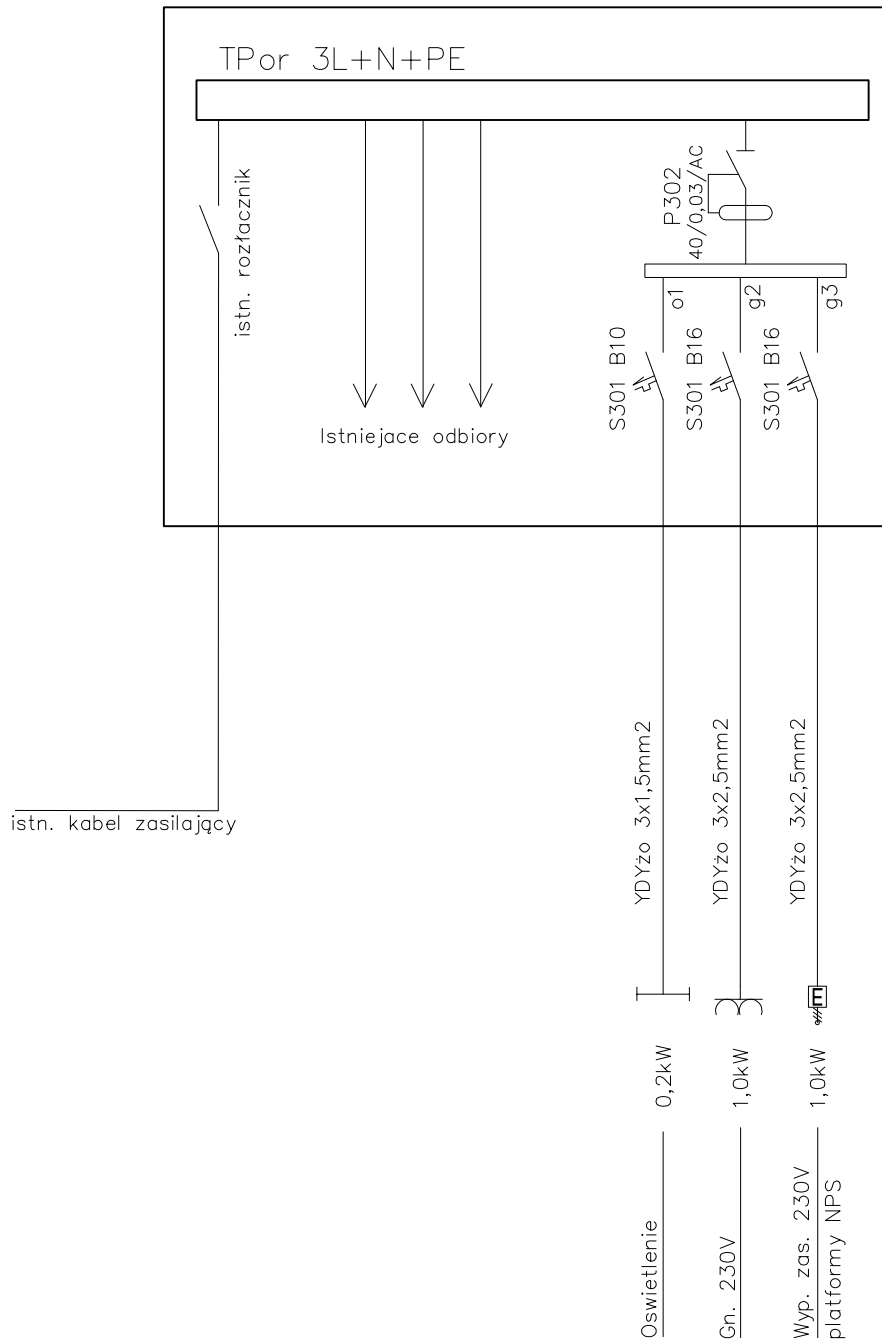 TPor 3L+N+PE
istn. rozłacznik
P302
40/0,03/AC
o1
g2
g3
S301 B10
S301 B16
S301 B16
Istniejace odbiory
YDYżo 3x1,5mm2
YDYżo 3x2,5mm2
YDYżo 3x2,5mm2
istn. kabel zasilający
E
0,2kW
1,0kW
1,0kW
Oswietlenie
Gn. 230V
Wyp. zas. 230V
platformy NPS